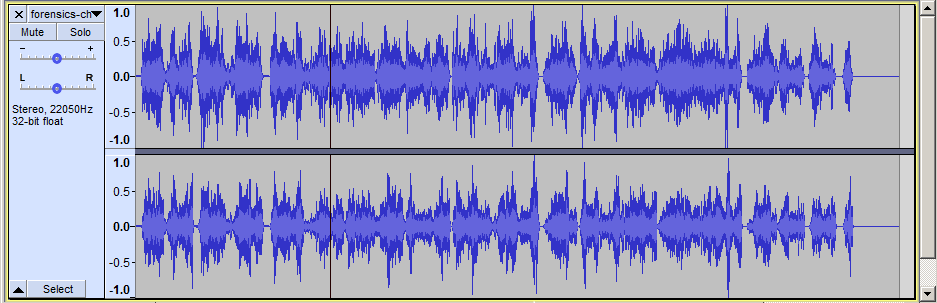 × forensics-ch▼
Mute Solo
− +
L R
Stereo, 22050Hz
32-bit float
Select
1.0
0.5
0.0
-0.5
-1.0
1.0
0.5
0.0
-0.5
-1.0